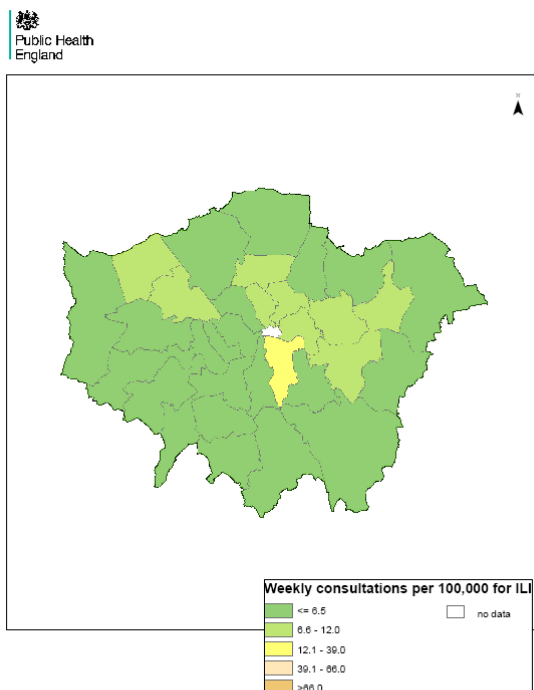 Public Health
England
N
Weekly consultations per 100,000 for ILI
<= 6.5
no data
6.6 - 12.0
12.1 - 39.0
39.1 - 66.0
>66.0